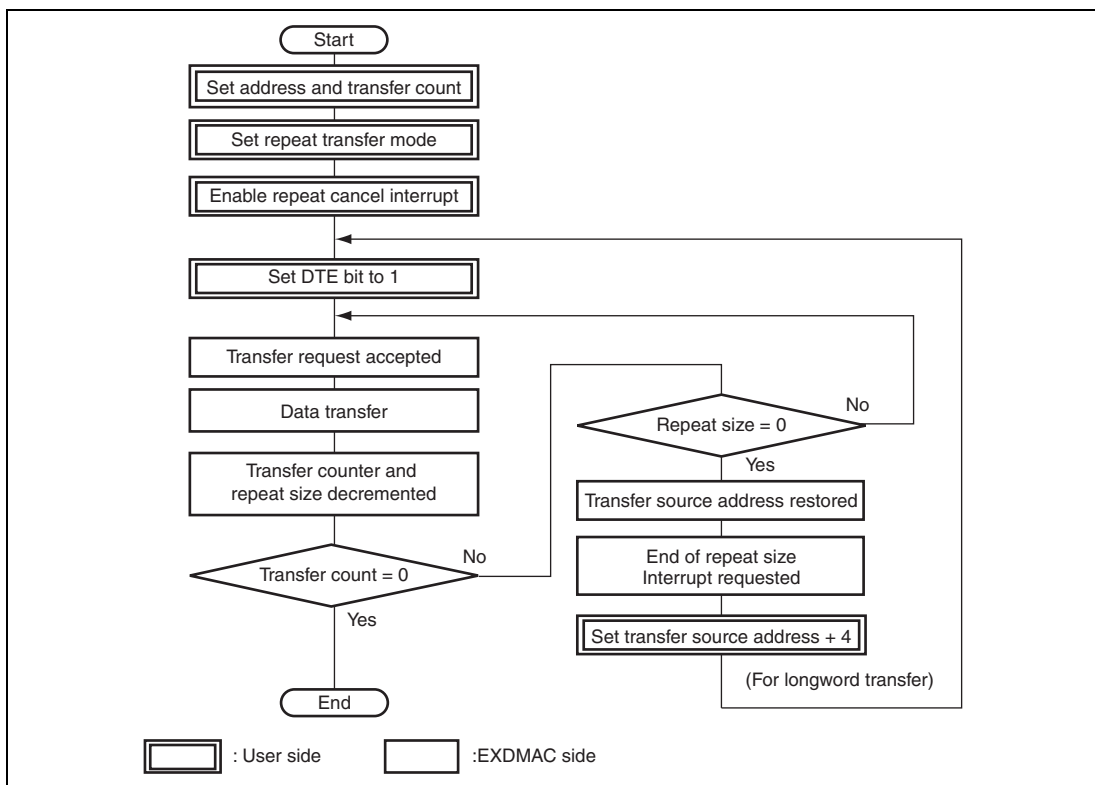 Start
Set address and transfer count
Set repeat transfer mode
Enable repeat cancel interrupt
Set DTE bit to 1
Transfer request accepted
Data transfer
Transfer counter and
repeat size decremented
Transfer count = 0
No
Yes
End
Repeat size = 0
No
Yes
Transfer source address restored
End of repeat size
Interrupt requested
Set transfer source address + 4
(For longword transfer)
: User side
:EXDMAC side